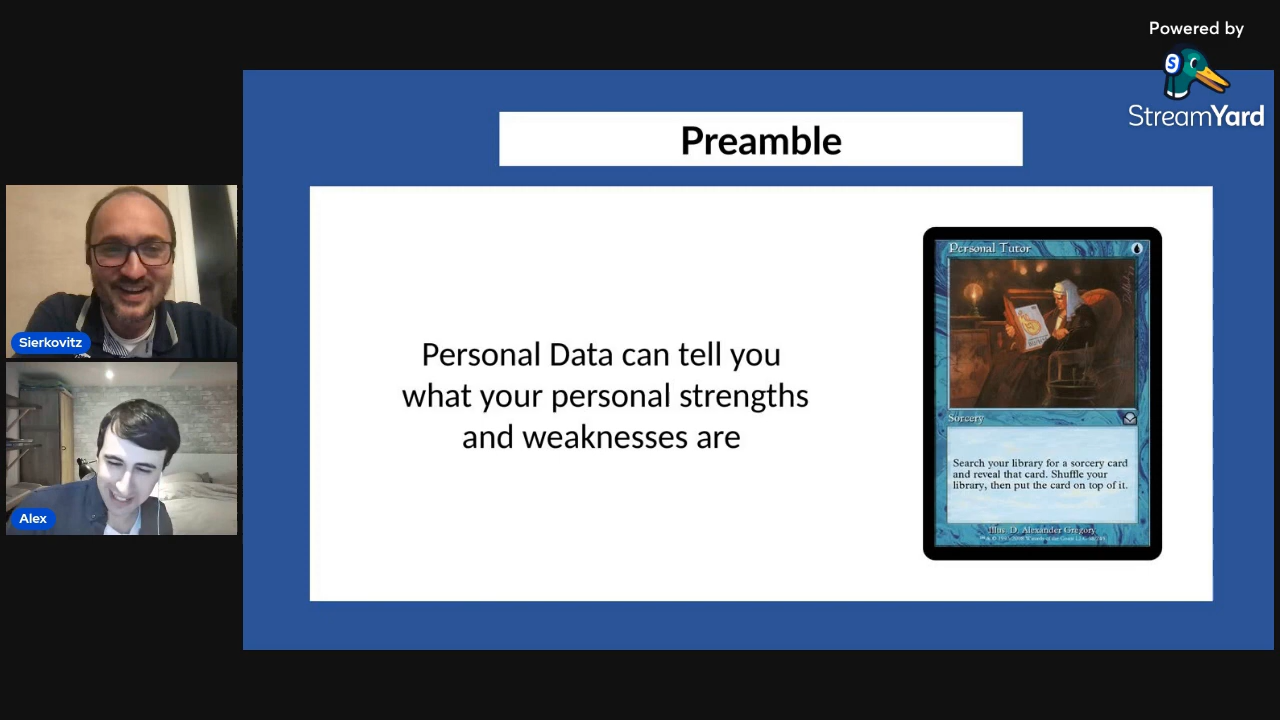 Powered by
S
StreamYard
Preamble
Sierkovitz
Alex
Personal Data can tell you
what your personal strengths
and weaknesses are
Personal Tutor
Sorcery
Search your library for a sorcery card
and reveal that card. Shuffle your
library, then put the card on top of it.
Illus. D. Alexander Gregory